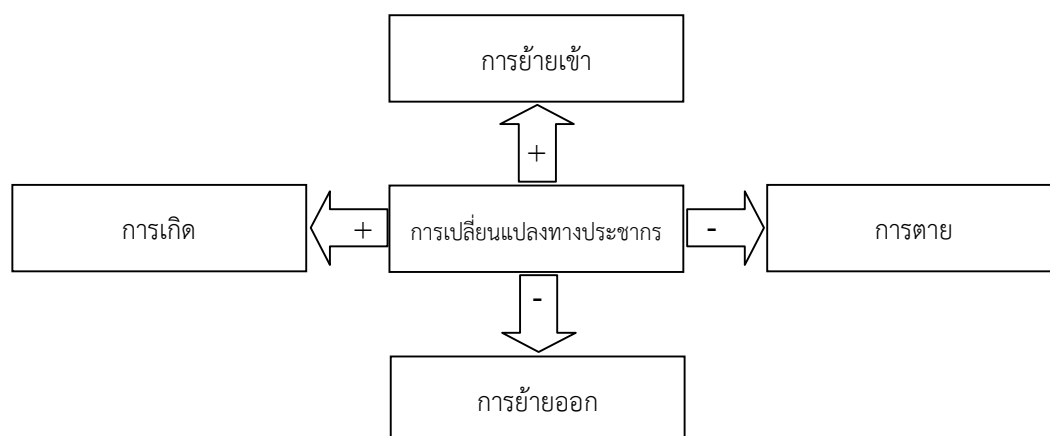 การย้ายเข้า
+
การเกิด
+
การเปลี่ยนแปลงทางประชากร
-
การตาย
-
การย้ายออก